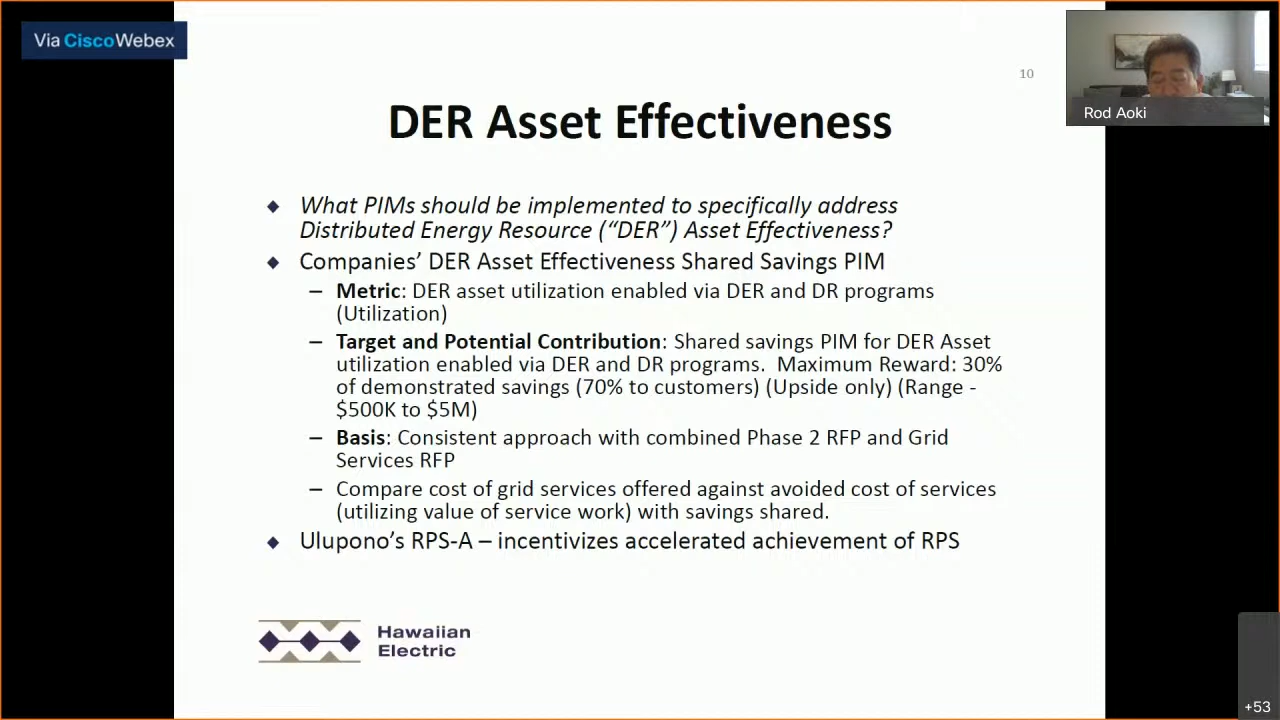 Via Cisco Webex
10
Rod Aoki
DER Asset Effectiveness
What PIMs should be implemented to specifically address
Distributed Energy Resource (“DER”) Asset Effectiveness?
Companies’ DER Asset Effectiveness Shared Savings PIM
– Metric: DER asset utilization enabled via DER and DR programs
(Utilization)
– Target and Potential Contribution: Shared savings PIM for DER Asset
utilization enabled via DER and DR programs. Maximum Reward: 30%
of demonstrated savings (70% to customers) (Upside only) (Range -
$500K to $5M)
– Basis: Consistent approach with combined Phase 2 RFP and Grid
Services RFP
– Compare cost of grid services offered against avoided cost of services
(utilizing value of service work) with savings shared.
Ulupono’s RPS-A – incentivizes accelerated achievement of RPS
Hawaiian
Electric
+53